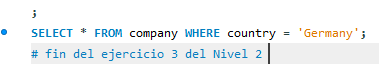 ;
SELECT * FROM company WHERE country = 'Germany';
# fin del ejercicio 3 del Nivel 2